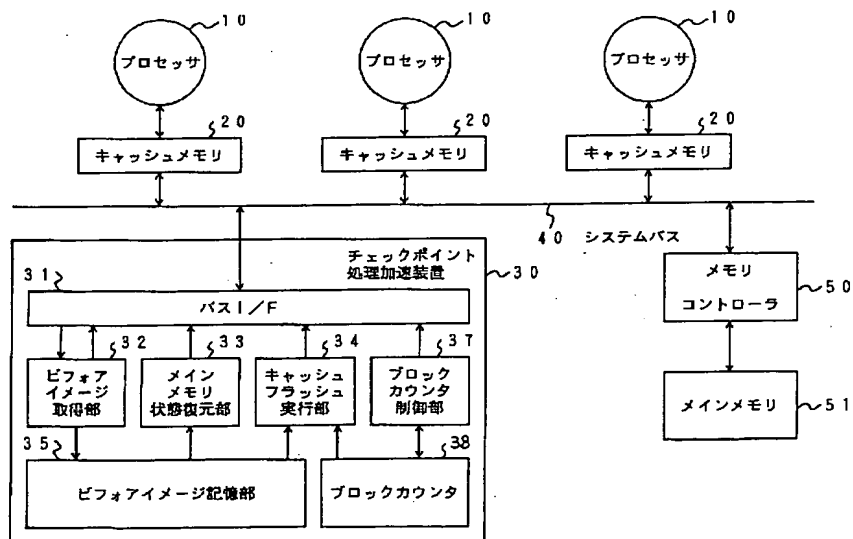 10
10
10
プロセッサ
プロセッサ
プロセッサ
20
20
20
キャッシュメモリ
キャッシュメモリ
キャッシュメモリ
40 システムバス
チェックポイント
処理加速装置
30
31
バスI/F
メモリ
コントローラ
50
32
33
34
37
ビフォア
イメージ
取得部
メイン
メモリ
状態復元部
キャッシュ
フラッシュ
実行部
ブロック
カウンタ
制御部
メインメモリ
51
35
38
ビフォアイメージ記憶部
ブロックカウンタ